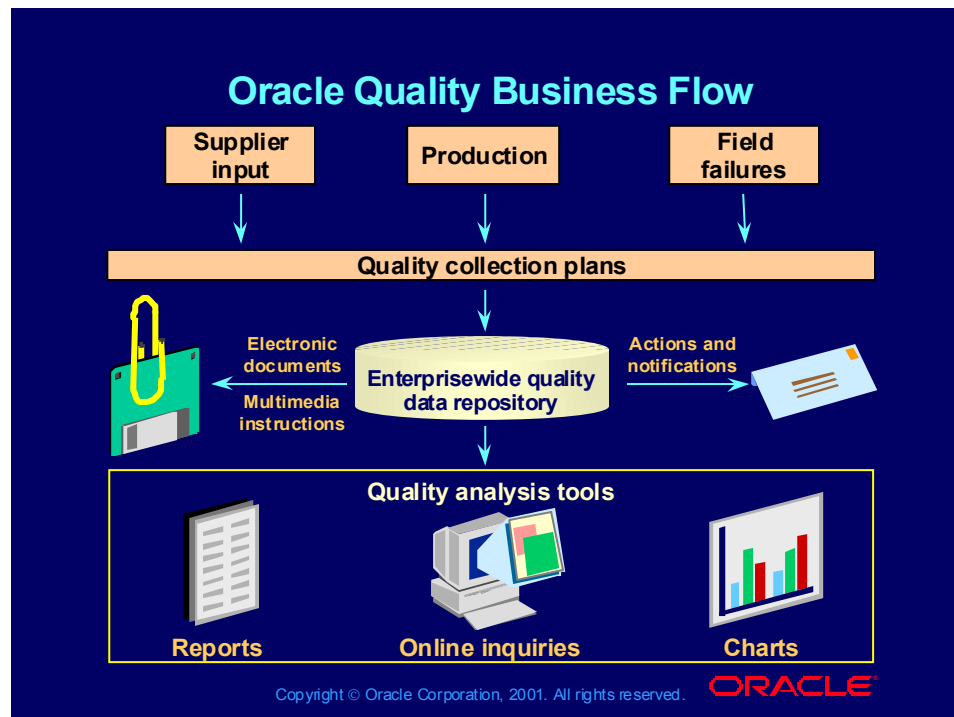 Oracle Quality Business Flow
Supplier
input
Production
Field
failures
Quality collection plans
Electronic
documents
Multimedia
instructions
Enterprisewide quality
data repository
Actions and
notifications
Quality analysis tools
Reports
Online inquiries
Charts
Copyright © Oracle Corporation, 2001. All rights reserved.
ORACLE®